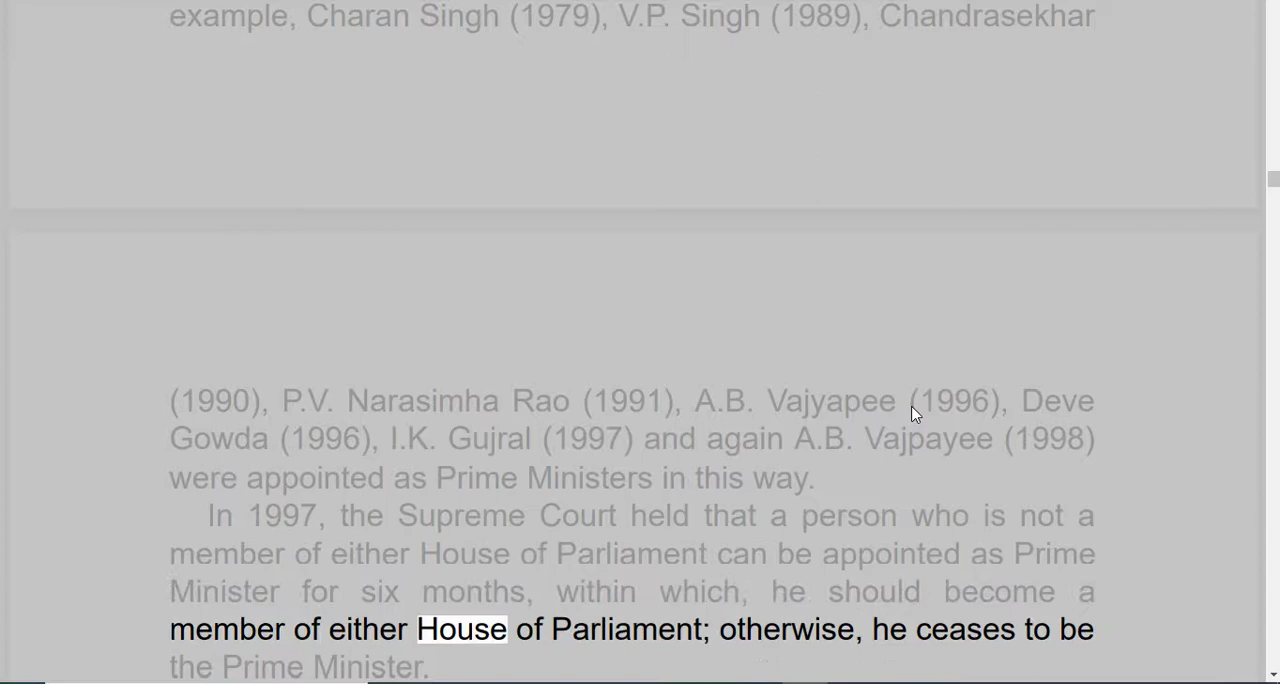 example, Charan Singh (1979), V.P. Singh (1989), Chandrasekhar
(1990), P.V. Narasimha Rao (1991), A.B. Vajyapee (1996), Deve
Gowda (1996), I.K. Gujral (1997) and again A.B. Vajpayee (1998)
were appointed as Prime Ministers in this way.
In 1997, the Supreme Court held that a person who is not a
member of either House of Parliament can be appointed as Prime
Minister for six months, within which, he should become a
member of either House of Parliament; otherwise, he ceases to be
the Prime Minister.